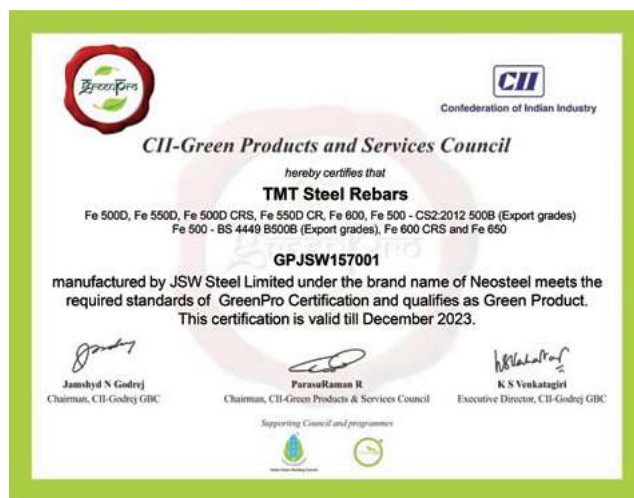 GreenPro
CII
Confederation of Indian Industry
CII-Green Products and Services Council
hereby certifies that
TMT Steel Rebars
Fe 500D, Fe 550D, Fe 500D CRS, Fe 550D CR, Fe 600, Fe 500 - CS2:2012 500B (Export grades)
Fe 500 - BS 4449 B500B (Export grades), Fe 600 CRS and Fe 650
GPJSW157001
manufactured by JSW Steel Limited under the brand name of Neosteel meets the
required standards of GreenPro Certification and qualifies as Green Product.
This certification is valid till December 2023.
Jamshyd N Godrej
Chairman, CII-Godrej GBC
ParasuRaman R
Chairman, CII-Green Products & Services Council
K S Venkatagiri
Executive Director, CII-Godrej GBC
Supporting Council and programmes